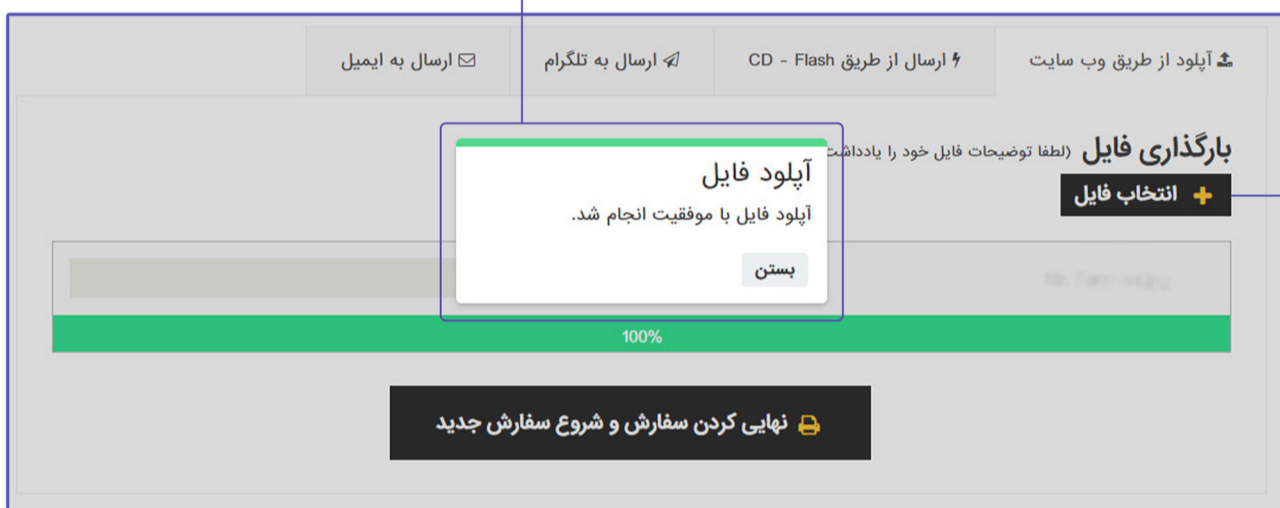 آپلود از طریق وب سایت
ارسال از طریق CD - Flash
ارسال به تلگرام
ارسال به ایمیل
بارگذاری فایل (لطفا توضیحات فایل خود را یادداشت
انتخاب فایل
آپلود فایل
آپلود فایل با موفقیت انجام شد.
بستن
100%
نهایی کردن سفارش و شروع سفارش جدید